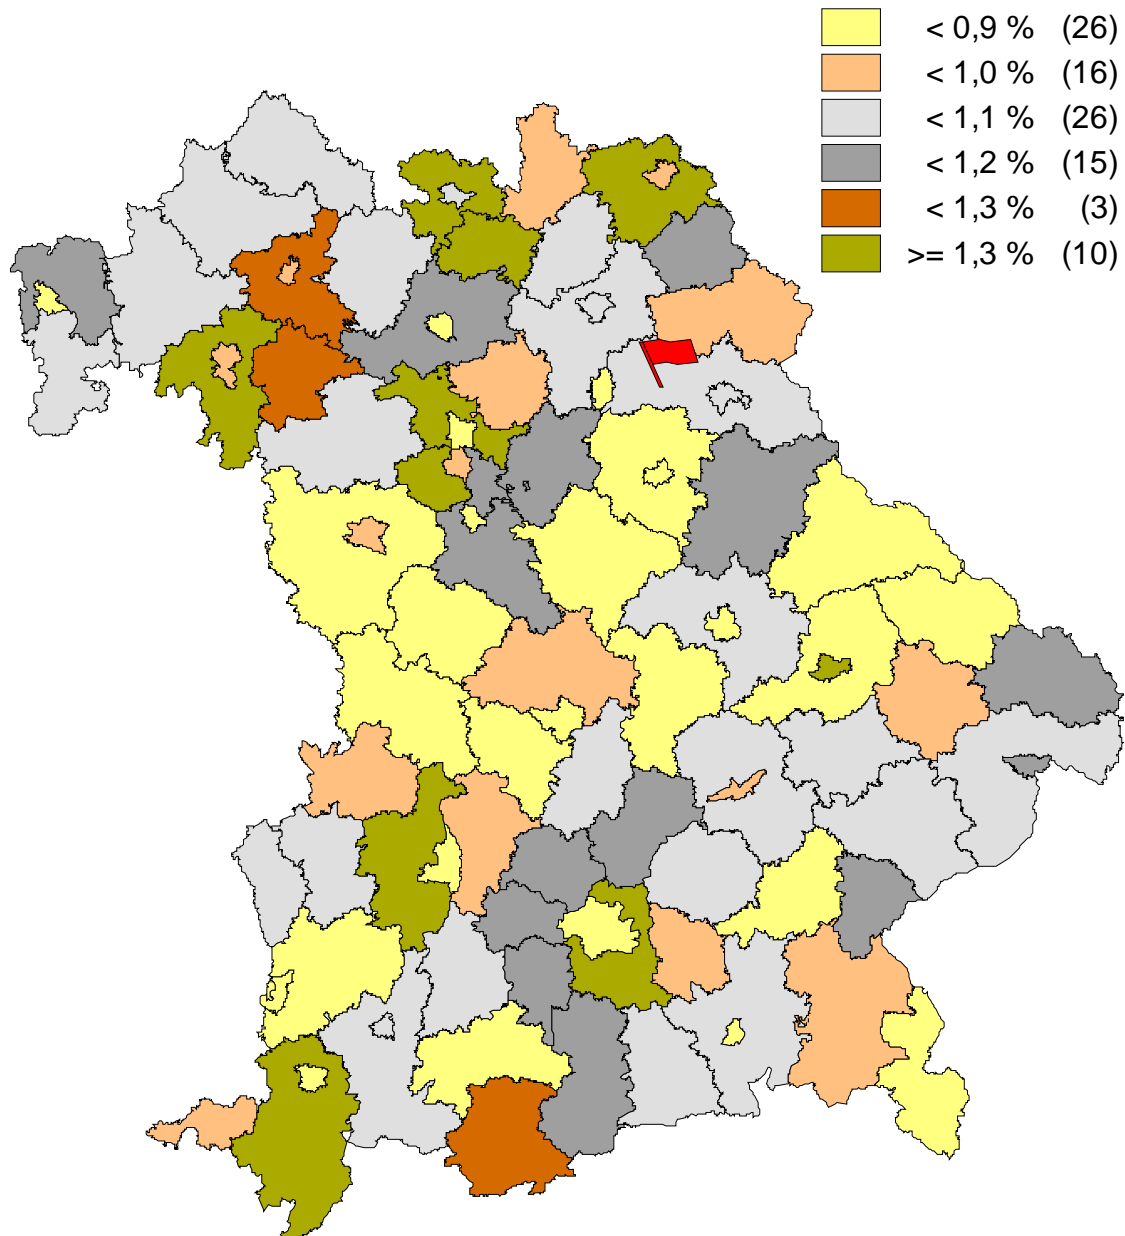 < 0,9 % (26)
< 1,0 % (16)
< 1,1 % (26)
< 1,2 % (15)
< 1,3 % (3)
>= 1,3 % (10)